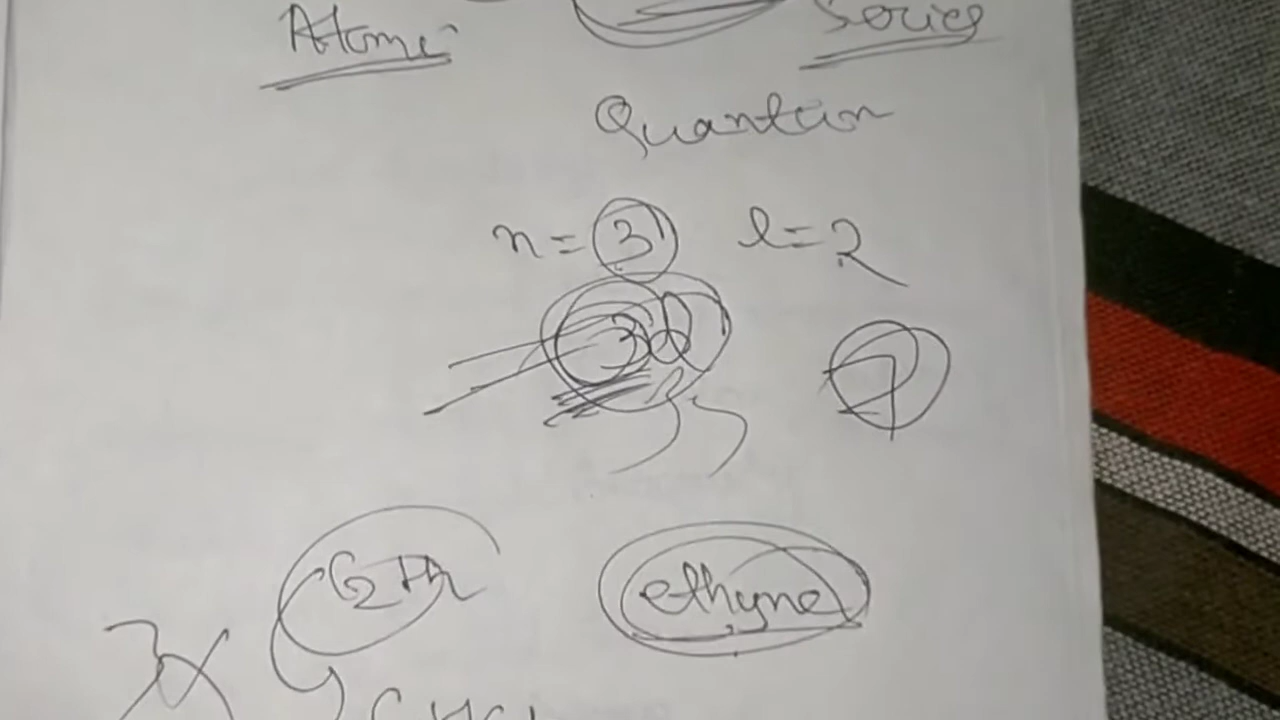 Atomic Series
Quantum
n = 3 l = 2
3d
7
C2H2 ethyne